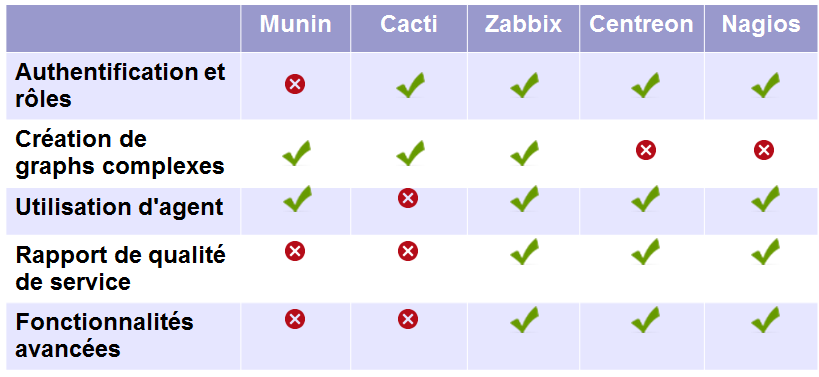 Munin Cacti Zabbix Centreon Nagios
Authentification et
rôles
Création de
graphs complexes
Utilisation d'agent
Rapport de qualité
de service
Fonctionnalités
avancées